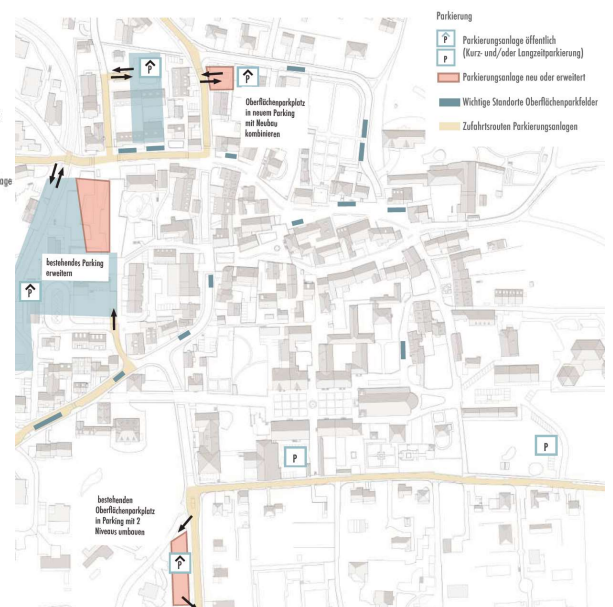 Parkierung
P
Parkierungsanlage öffentlich
(Kurz- und/oder Langzeitparkierung)
P
Parkierungsanlage neu oder erweitert
Wichtige Standorte Oberflächenparkfelder
Zufahrtsrouten Parkierungsanlagen
P
P
Oberflächenparkplatz
in neuem Parking
mit Neubau
kombinieren
age
bestehendes Parking
erweitern
P
P
P
bestehenden
Oberflächenparkplatz
in Parking mit 2
Niveaus umbauen
P